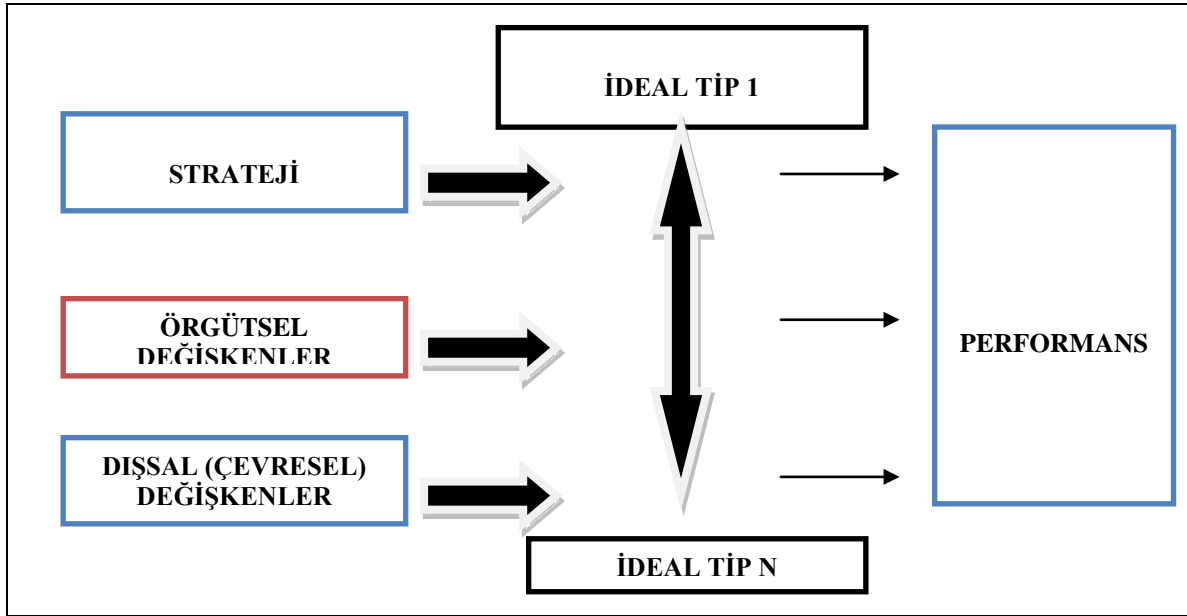 İDEAL TİP 1
STRATEJİ
ÖRGÜTSEL
DEĞİŞKENLER
PERFORMANS
DIŞSAL (ÇEVRESEL)
DEĞİŞKENLER
İDEAL TİP N